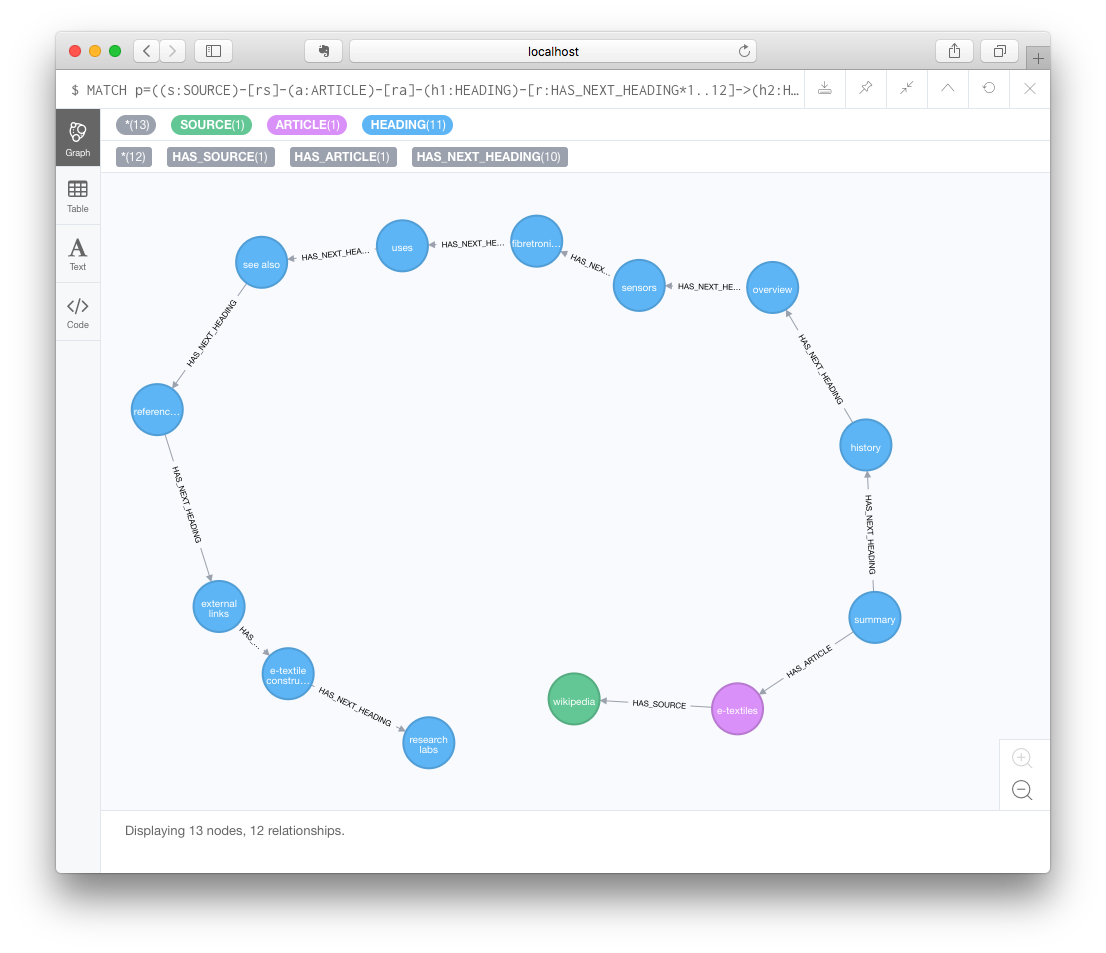 localhost
$ MATCH p=((s:SOURCE)-[rs]-(a:ARTICLE)-[ra]-(h1:HEADING)-[r:HAS_NEXT_HEADING*1..12]->(h2:H…
*(13) SOURCE(1) ARTICLE(1) HEADING(11)
*(12) HAS_SOURCE(1) HAS_ARTICLE(1) HAS_NEXT_HEADING(10)
Graph
Table
A
Text
</>
Code
see also
HAS_NEXT_HEA…
uses
HAS_NEXT_HE…
fibretroni…
HAS_NEX…
sensors
HAS_NEXT_HE…
overview
HAS_NEXT_HEADING
HAS_NEXT_HEADING
referenc…
history
HAS_NEXT_HEADING
HAS_NEXT_HEADING
external
links
summary
HAS_…
HAS_ARTICLE
e-textile
constru…
HAS_NEXT_HEADING
wikipedia
HAS_SOURCE
e-textiles
research
labs
Displaying 13 nodes, 12 relationships.